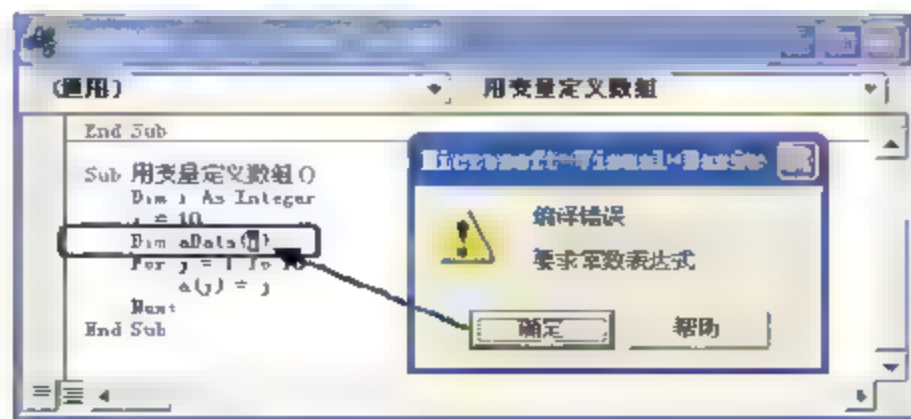 (通用)
用变量定义数组
End Sub
Sub 用变量定义数组()
Dim i As Integer
= 10
Dim aData( )
For j = 1 To 10
a(j) = j
Next
End Sub
Microsoft Visual Basic
编译错误
要求常数表达式
确定
帮助